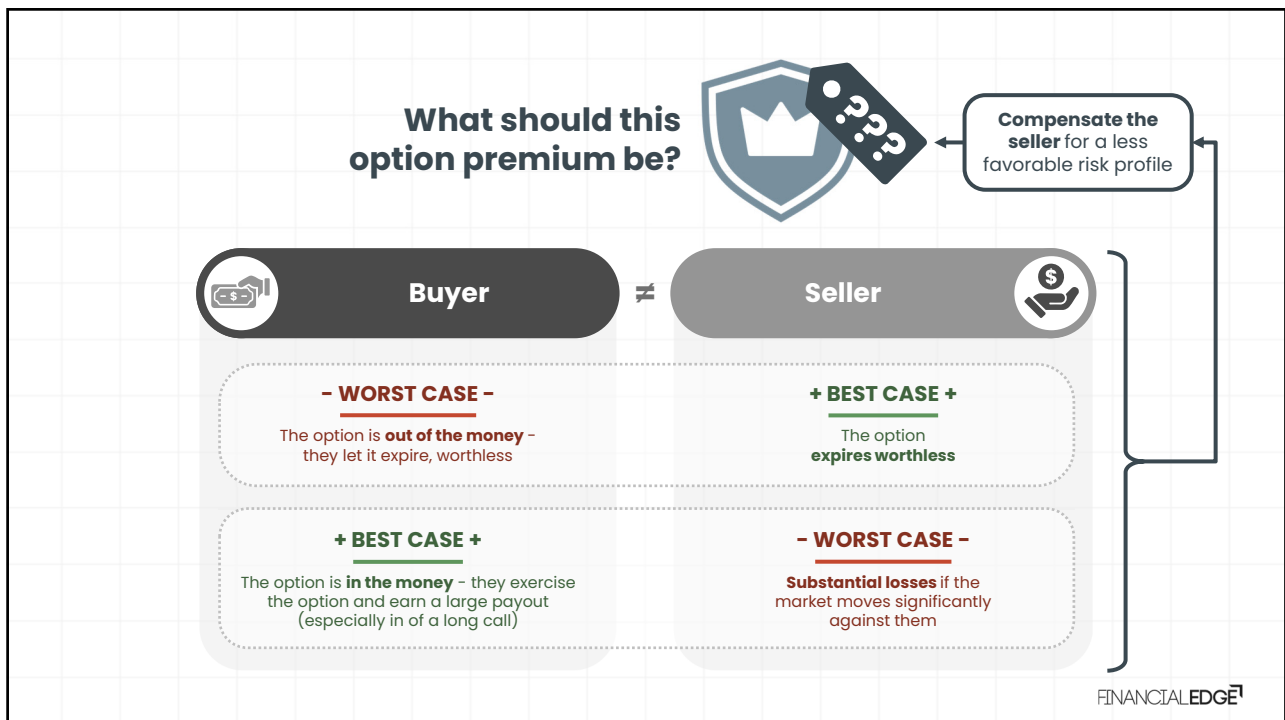 What should this
option premium be?
???
Compensate the
seller for a less
favorable risk profile
- $ -
Buyer
≠
Seller
$
- WORST CASE -
The option is out of the money -
they let it expire, worthless
+ BEST CASE +
The option
expires worthless
+ BEST CASE +
The option is in the money - they exercise
the option and earn a large payout
(especially in of a long call)
- WORST CASE -
Substantial losses if the
market moves significantly
against them
FINANCIALEDGE